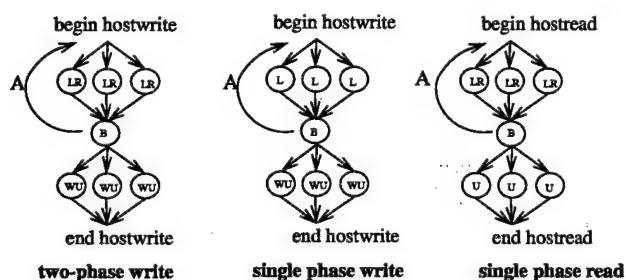 begin hostwrite
begin hostwrite
begin hostread
A
LR LR LR
A
L L L
A
LR LR LR
B
B
B
WU WU WU
WU WU WU
U U U
end hostwrite
end hostwrite
end hostread
two-phase write
single phase write
single phase read